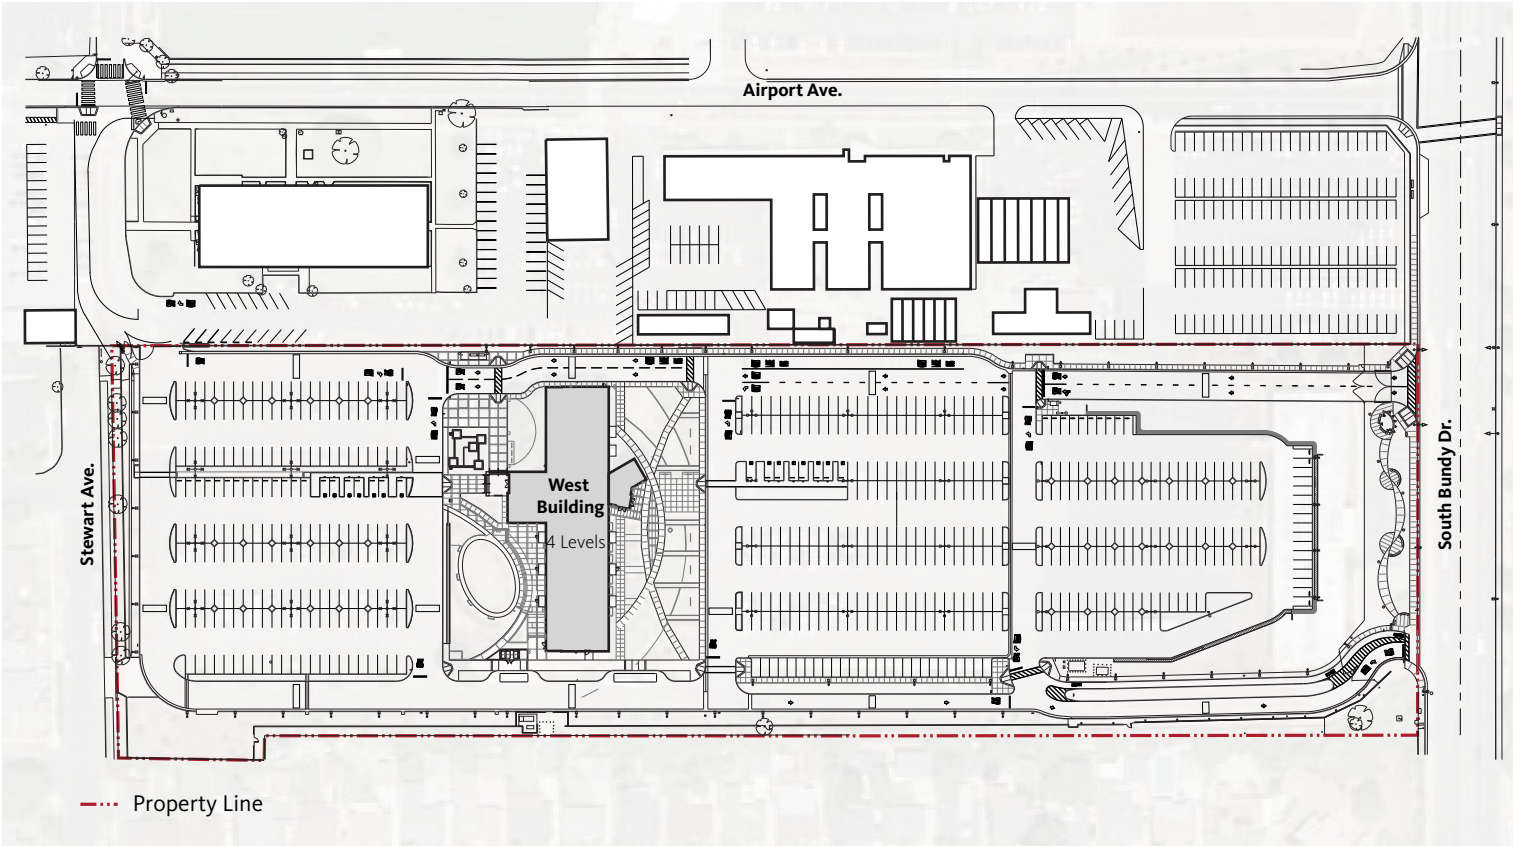 Airport Ave.
Stewart Ave.
West
Building
4 Levels
South Bundy Dr.
Property Line